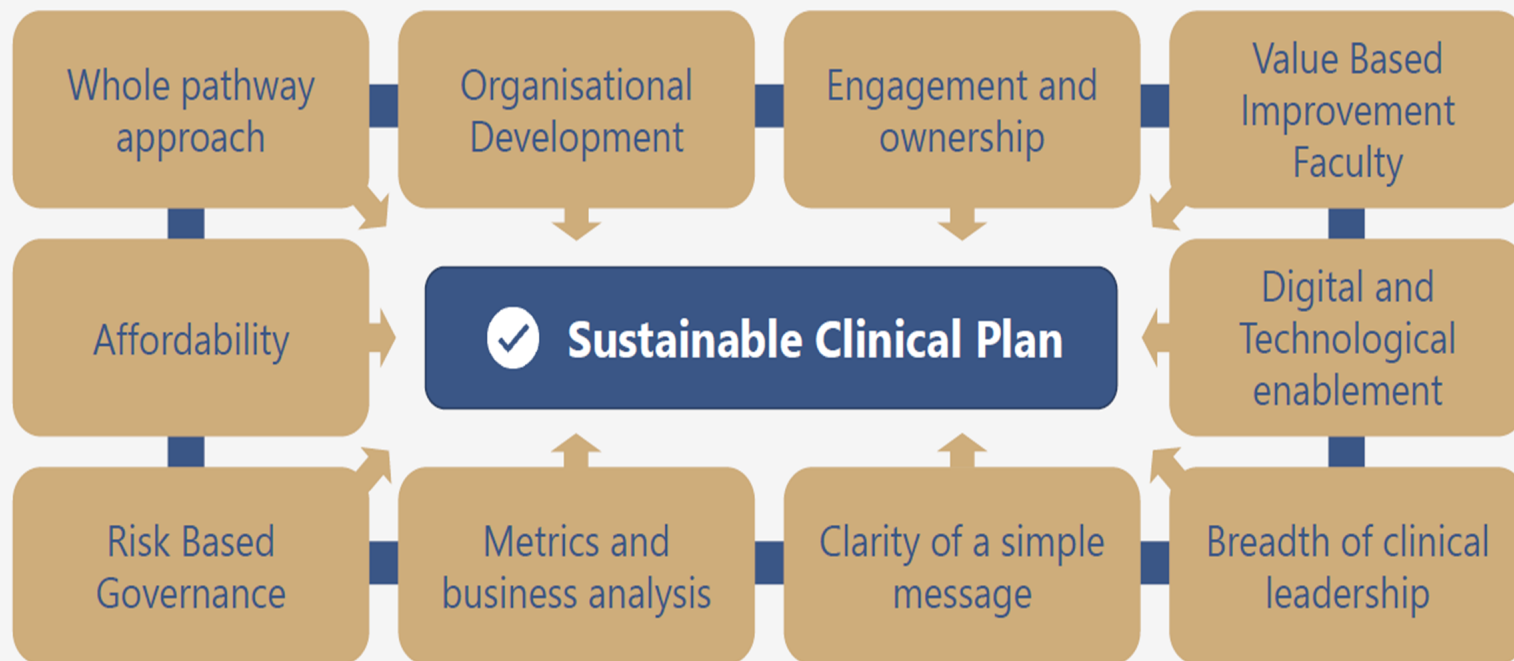 Whole pathway
approach
Organisational
Development
Engagement and
ownership
Value Based
Improvement
Faculty
Affordability
Sustainable Clinical Plan
Digital and
Technological
enablement
Risk Based
Governance
Metrics and
business analysis
Clarity of a simple
message
Breadth of clinical
leadership